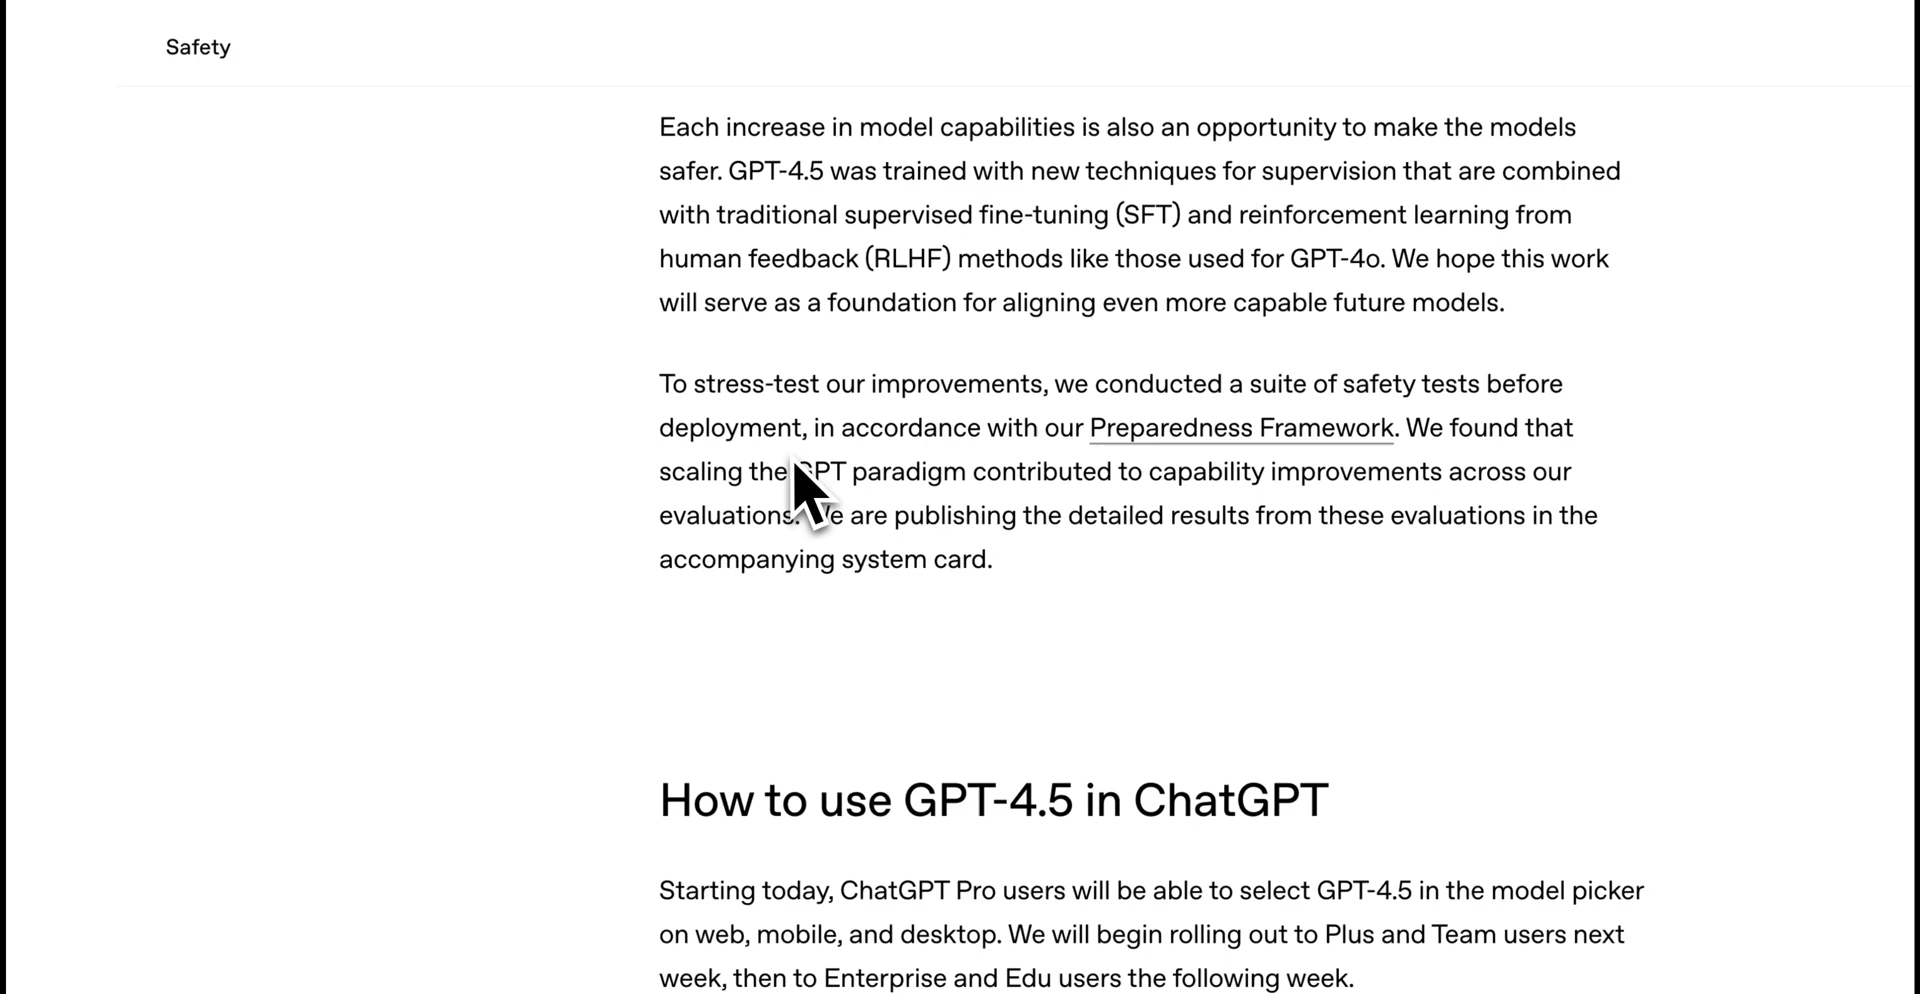 Safety
Each increase in model capabilities is also an opportunity to make the models
safer. GPT-4.5 was trained with new techniques for supervision that are combined
with traditional supervised fine-tuning (SFT) and reinforcement learning from
human feedback (RLHF) methods like those used for GPT-4o. We hope this work
will serve as a foundation for aligning even more capable future models.
To stress-test our improvements, we conducted a suite of safety tests before
deployment, in accordance with our Preparedness Framework. We found that
scaling the GPT paradigm contributed to capability improvements across our
evaluations. We are publishing the detailed results from these evaluations in the
accompanying system card.
How to use GPT-4.5 in ChatGPT
Starting today, ChatGPT Pro users will be able to select GPT-4.5 in the model picker
on web, mobile, and desktop. We will begin rolling out to Plus and Team users next
week, then to Enterprise and Edu users the following week.